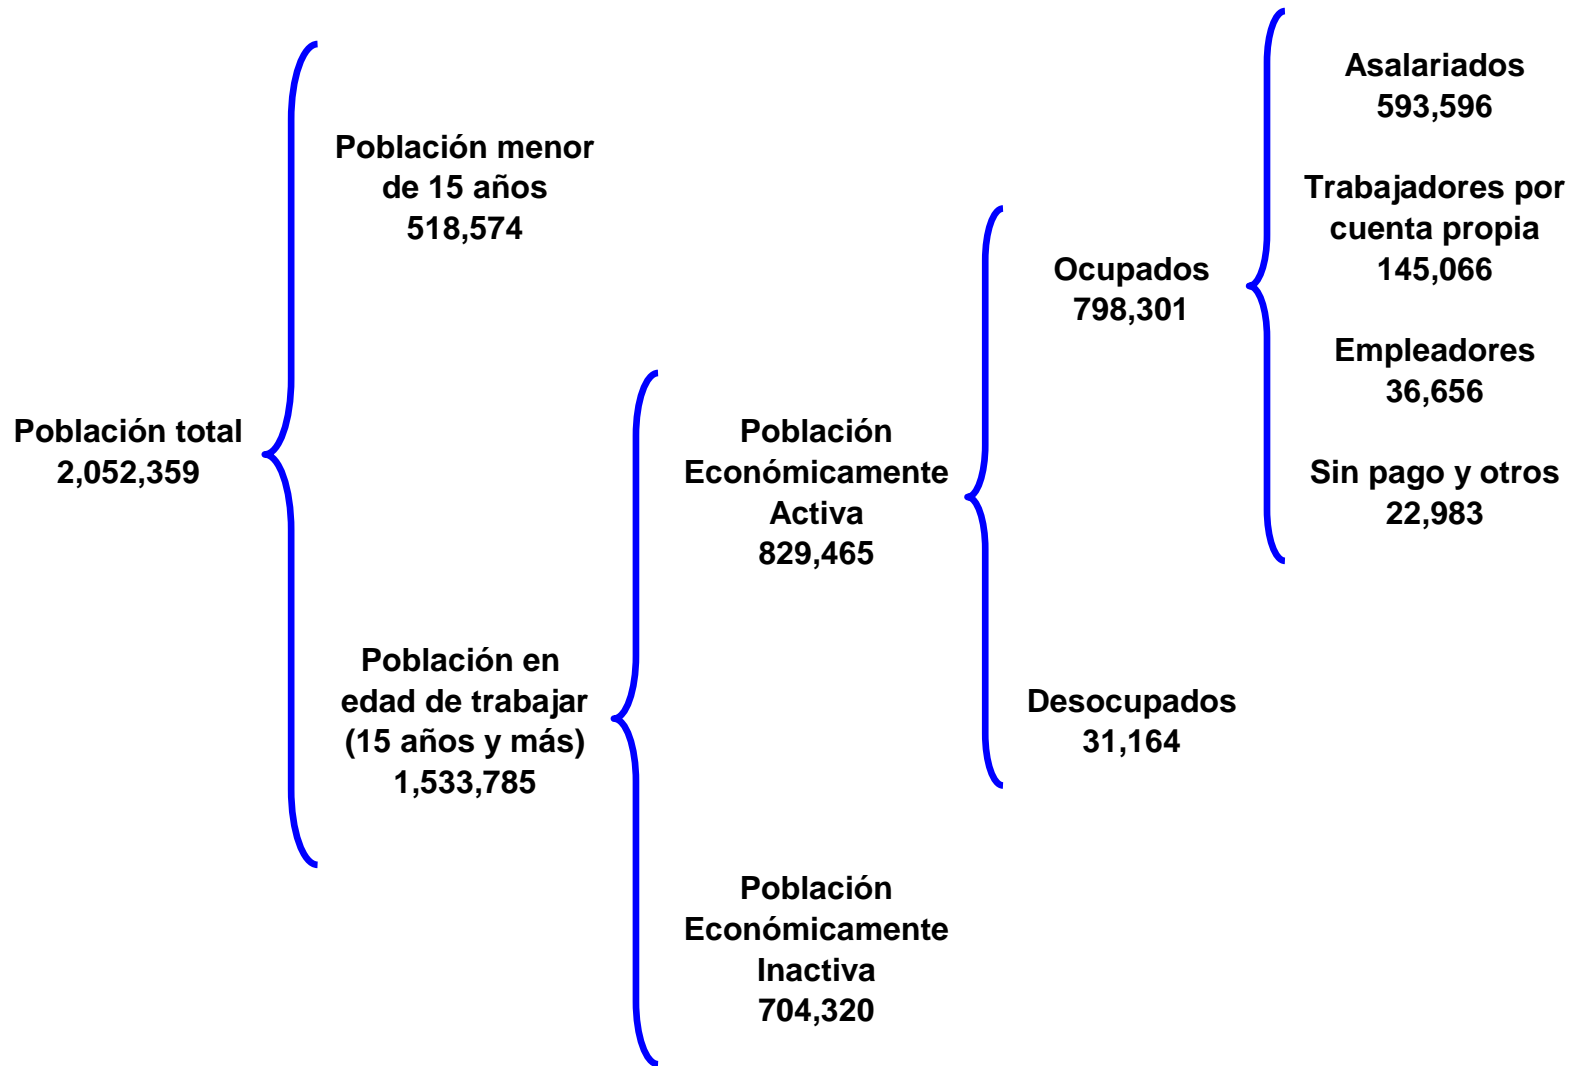 Población total
2,052,359
Población menor
de 15 años
518,574
Población en
edad de trabajar
(15 años y más)
1,533,785
Población
Económicamente
Activa
829,465
Población
Económicamente
Inactiva
704,320
Ocupados
798,301
Desocupados
31,164
Asalariados
593,596
Trabajadores por
cuenta propia
145,066
Empleadores
36,656
Sin pago y otros
22,983